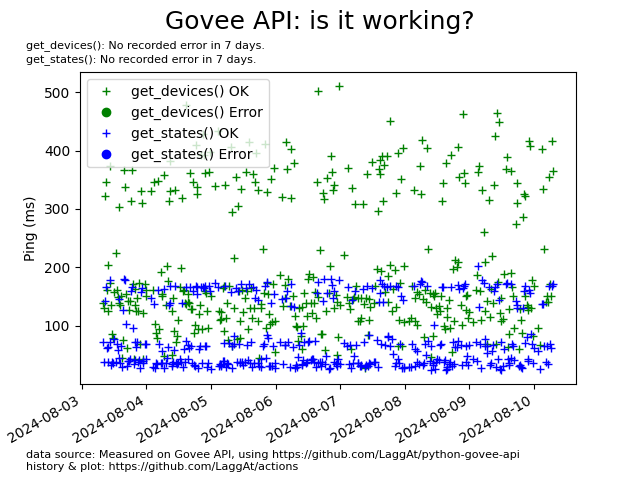 Govee API: is it working?
get_devices(): No recorded error in 7 days.
get_states(): No recorded error in 7 days.
get_devices() OK
get_devices() Error
get_states() OK
get_states() Error
Ping (ms)
500
400
300
200
100
2024-08-03
2024-08-04
2024-08-05
2024-08-06
2024-08-07
2024-08-08
2024-08-09
2024-08-10
data source: Measured on Govee API, using https://github.com/LaggAt/python-govee-api
history & plot: https://github.com/LaggAt/actions